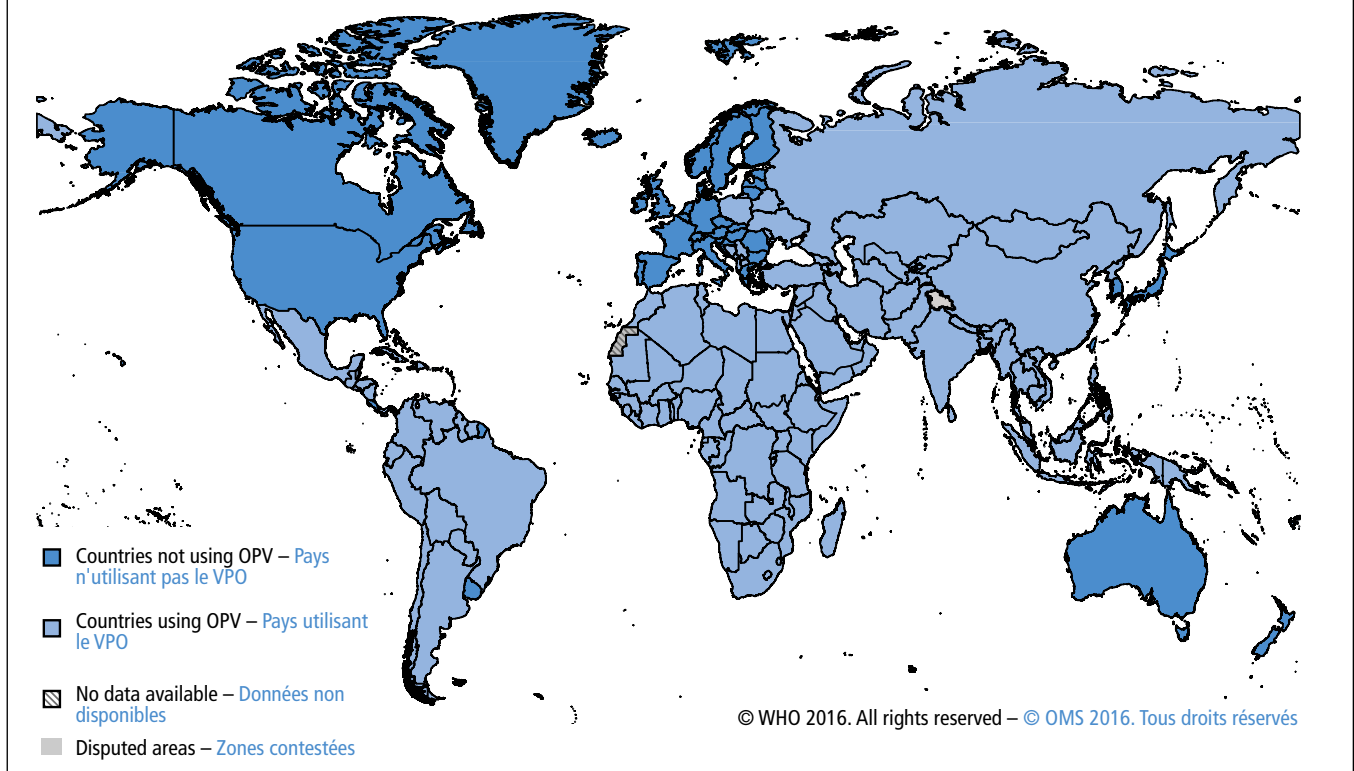 Countries not using OPV – Pays
n'utilisant pas le VPO
Countries using OPV – Pays utilisant
le VPO
No data available – Données non
disponibles
Disputed areas – Zones contestées
© WHO 2016. All rights reserved – © OMS 2016. Tous droits réservés